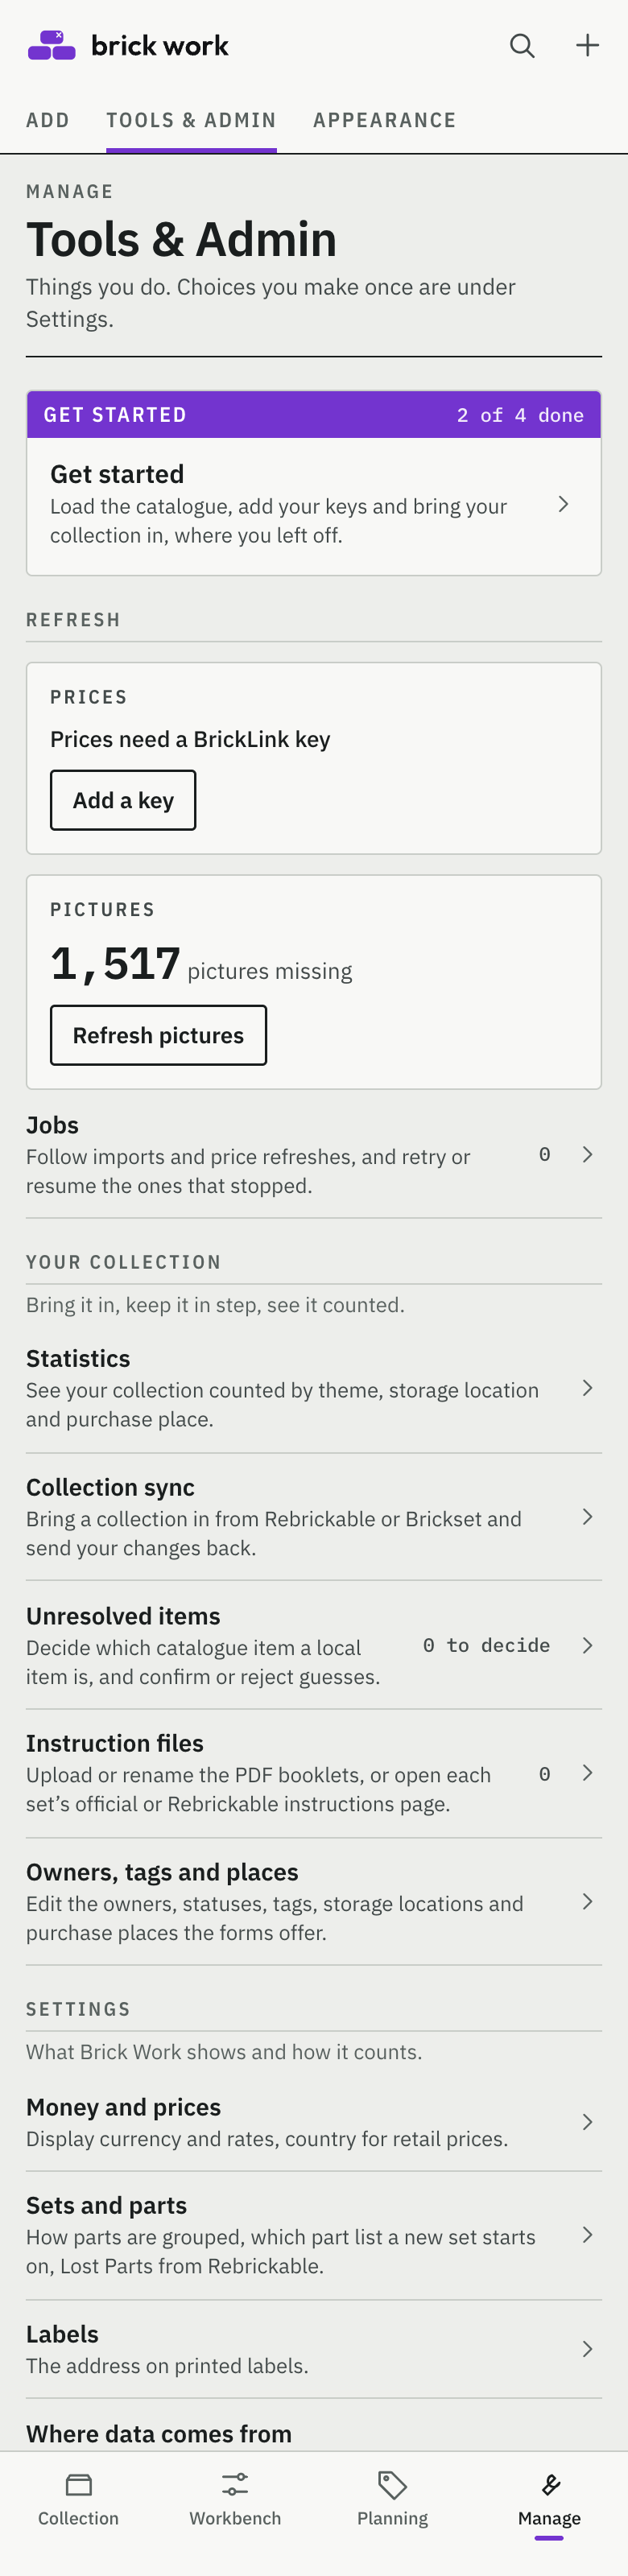 brick work
ADD TOOLS & ADMIN APPEARANCE
MANAGE
Tools & Admin
Things you do. Choices you make once are under
Settings.
GET STARTED 2 of 4 done
Get started
Load the catalogue, add your keys and bring your
collection in, where you left off.
REFRESH
PRICES
Prices need a BrickLink key
Add a key
PICTURES
1,517 pictures missing
Refresh pictures
Jobs
Follow imports and price refreshes, and retry or
resume the ones that stopped.
0
YOUR COLLECTION
Bring it in, keep it in step, see it counted.
Statistics
See your collection counted by theme, storage location
and purchase place.
Collection sync
Bring a collection in from Rebrickable or Brickset and
send your changes back.
Unresolved items
Decide which catalogue item a local
item is, and confirm or reject guesses.
0 to decide
Instruction files
Upload or rename the PDF booklets, or open each
set’s official or Rebrickable instructions page.
0
Owners, tags and places
Edit the owners, statuses, tags, storage locations and
purchase places the forms offer.
SETTINGS
What Brick Work shows and how it counts.
Money and prices
Display currency and rates, country for retail prices.
Sets and parts
How parts are grouped, which part list a new set starts
on, Lost Parts from Rebrickable.
Labels
The address on printed labels.
Where data comes from
Collection Workbench Planning Manage